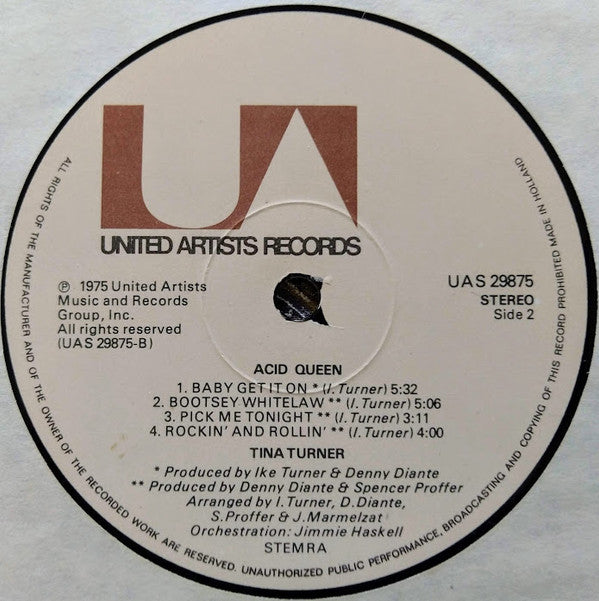 UA
UNITED ARTISTS RECORDS
℗ 1975 United Artists
Music and Records
Group, Inc.
All rights reserved
(UAS 29875-B)
UAS 29875
STEREO
Side 2
ACID QUEEN
1. BABY GET IT ON * (I. Turner) 5:32
2. BOOTSEY WHITELAW ** (I. Turner) 5:06
3. PICK ME TONIGHT ** (I. Turner) 3:11
4. ROCKIN' AND ROLLIN' ** (I. Turner) 4:00
TINA TURNER
* Produced by Ike Turner & Denny Diante
** Produced by Denny Diante & Spencer Proffer
Arranged by I. Turner, D. Diante,
S. Proffer & J. Marmelzat
Orchestration: Jimmie Haskell
STEMRA
ALL RIGHTS OF THE MANUFACTURER AND OF THE OWNER OF THE RECORDED WORK ARE RESERVED. UNAUTHORIZED PUBLIC PERFORMANCE, BROADCASTING AND COPYING OF THIS RECORD PROHIBITED MADE IN HOLLAND